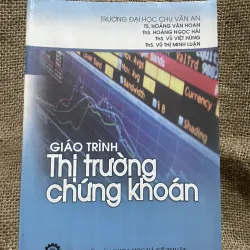 TRƯỜNG ĐẠI HỌC CHU VĂN AN
TS. HOÀNG VĂN HOAN
ThS. HOÀNG NGỌC HẢI
ThS. VŨ VIỆT HÙNG
ThS. VŨ THỊ MINH LUẬN
GIÁO TRÌNH
Thị trường
chứng khoán
Shading